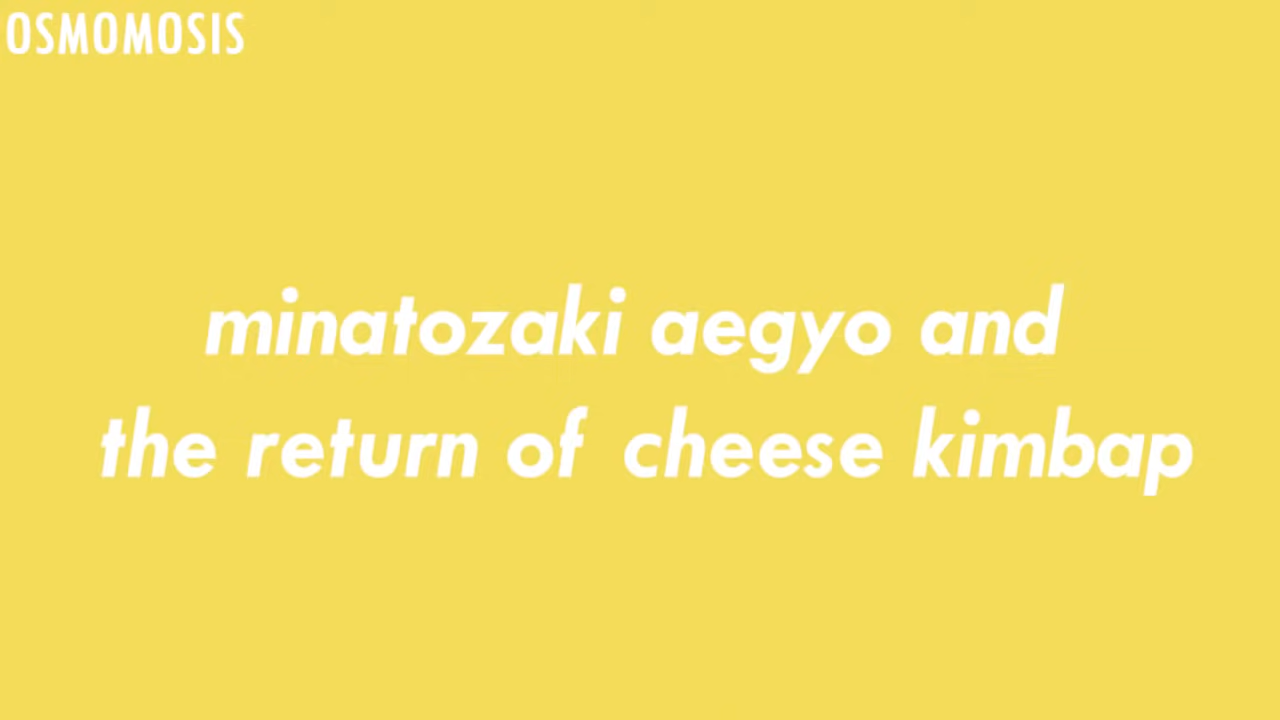 OSMOMOSIS
minatozaki aegyo and
the return of cheese kimbap